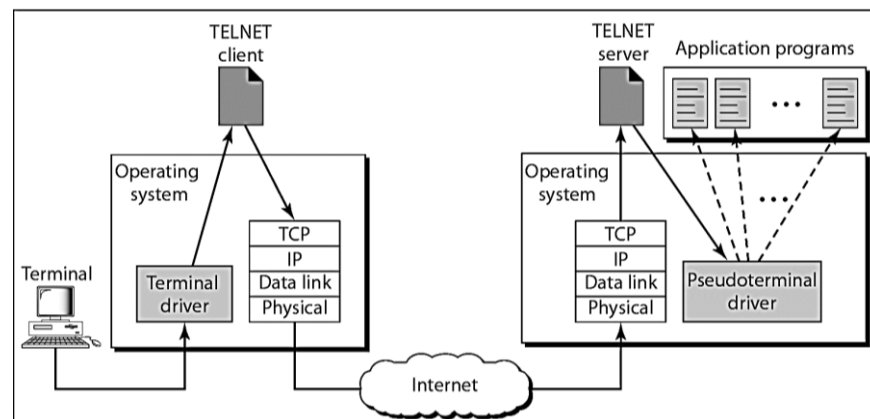 TELNET
client
TELNET
server
Application programs
Operating
system
Operating
system
TCP
IP
Data link
Physical
TCP
IP
Data link
Physical
Terminal
Terminal
driver
Pseudoterminal
driver
Internet